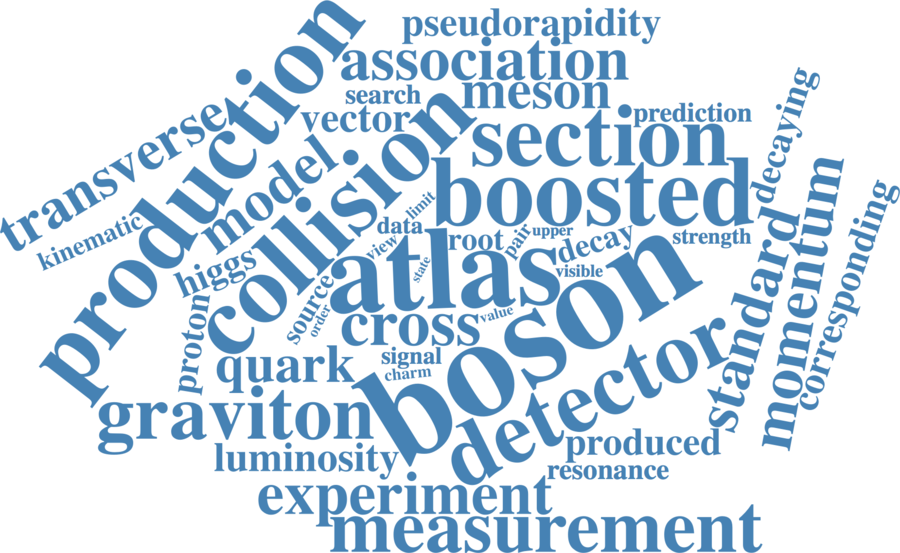 pseudorapidity
association
search
meson
vector
prediction
section
transverse
production
collision
model
boosted
decaying
kinematic
limit
data
root
pair
upper
decay
strength
view
higgs
state
atlas
visible
momentum
standard
corresponding
source
order
value
boson
proton
cross
signal
charm
quark
detector
graviton
luminosity
produced
resonance
experiment
measurement